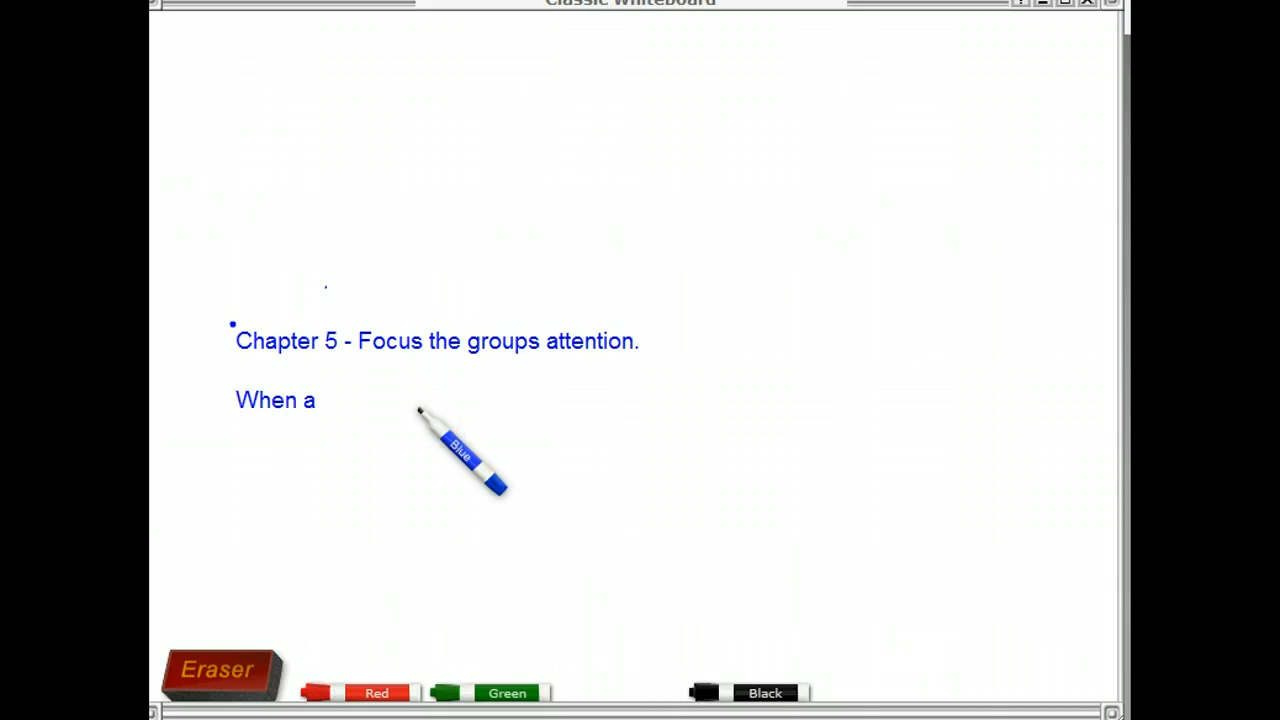 Classic Whiteboard
Chapter 5 - Focus the groups attention.
When a
Blue
Eraser
Red
Green
Black